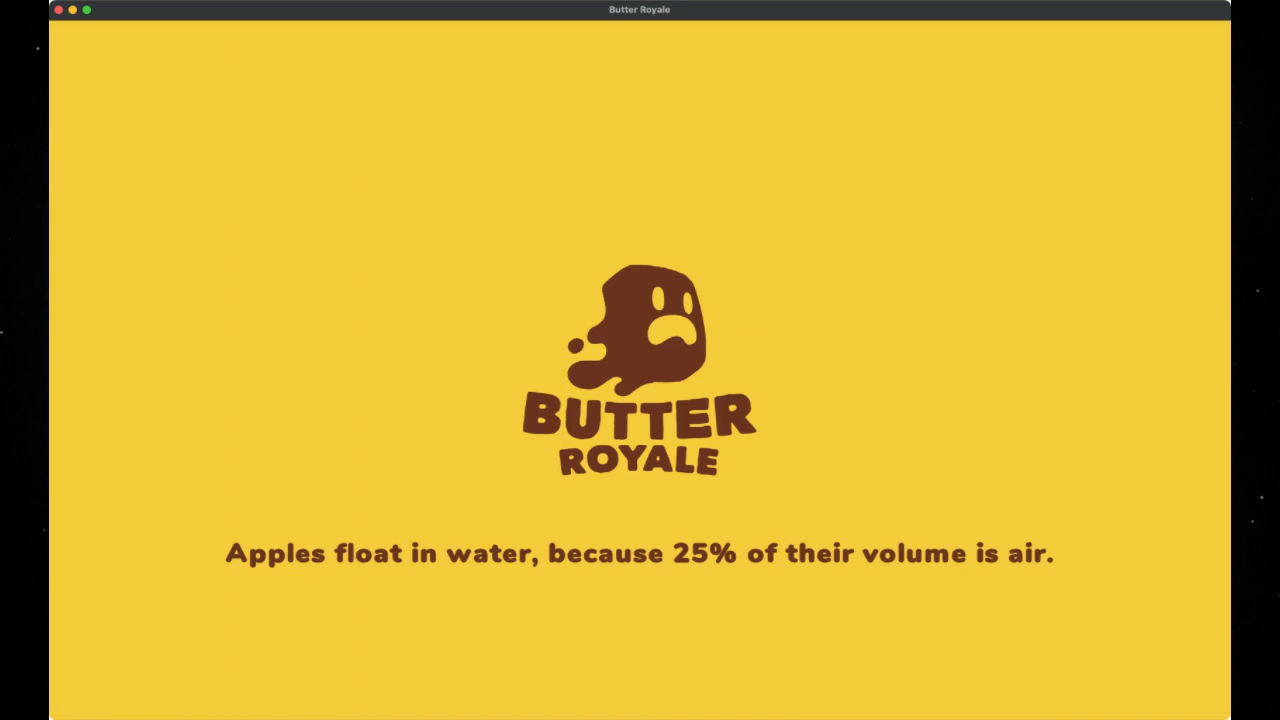 Butter Royale
BUTTER
ROYALE
Apples float in water, because 25% of their volume is air.